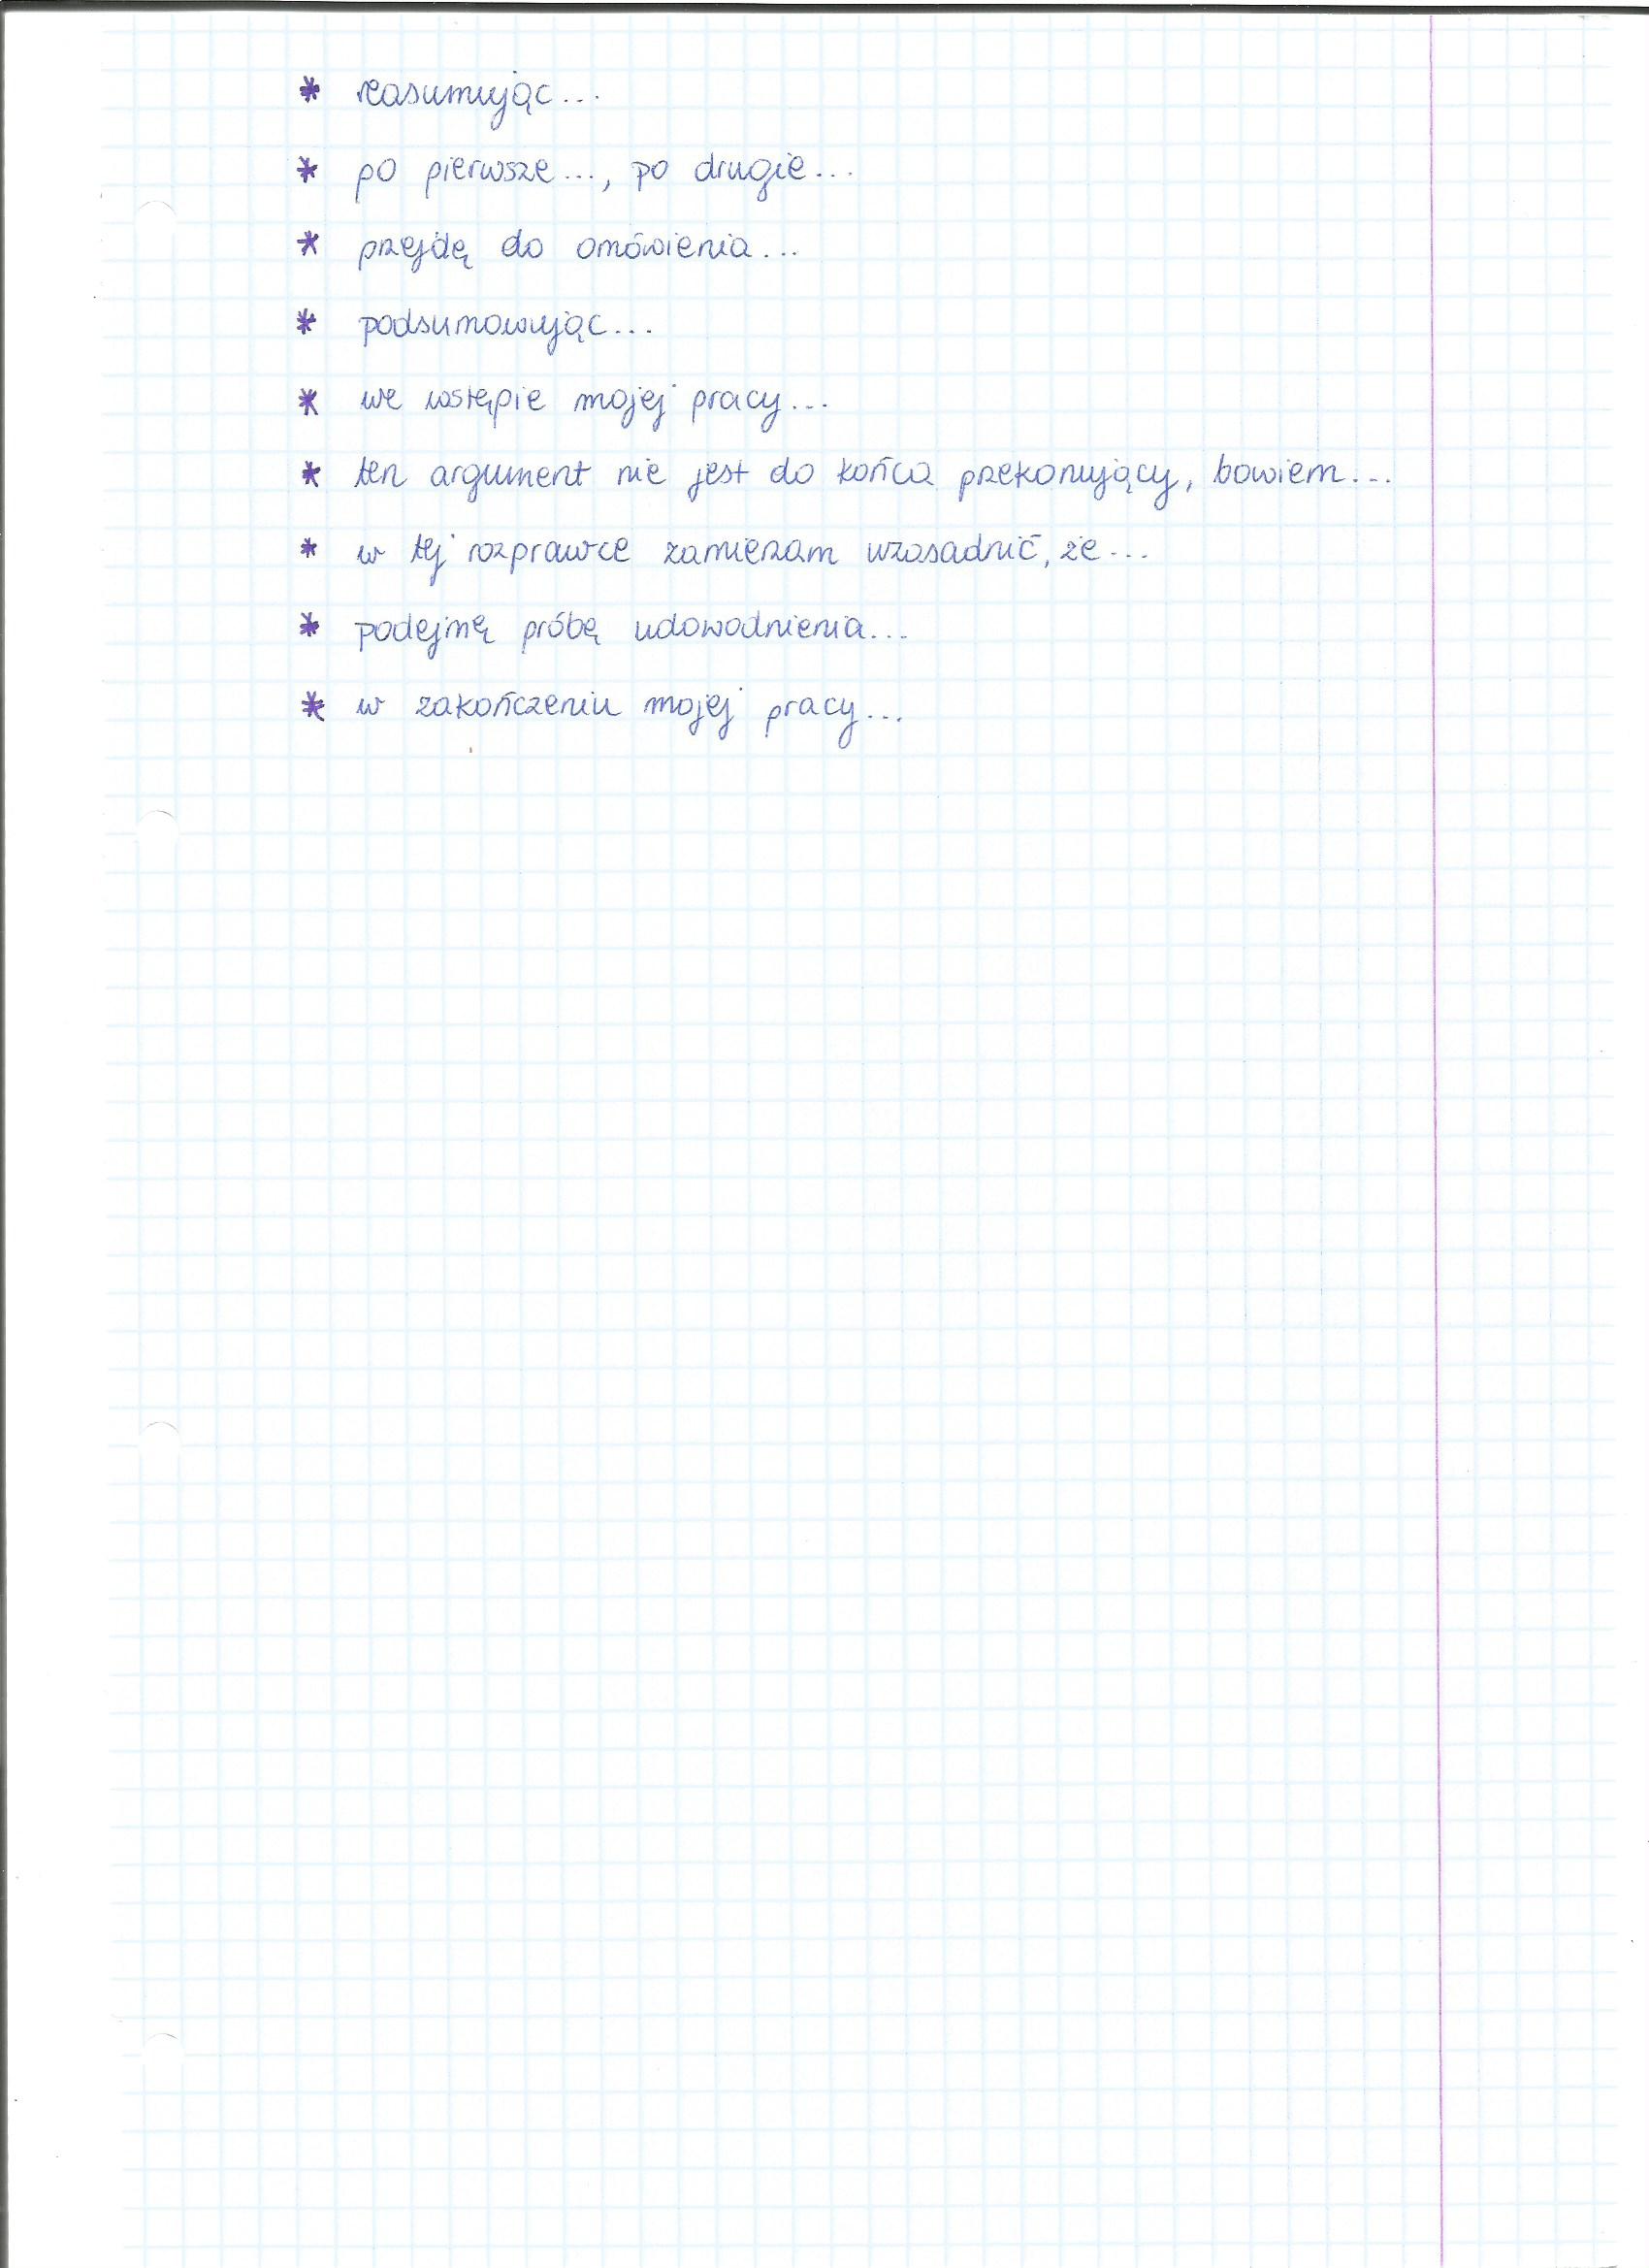 * reasumując...
* po pierwsze..., po drugie...
* przejdę do omówienia...
* podsumowując...
* we wstępie mojej pracy...
* ten argument nie jest do końca przekonujący, bowiem...
* w tej rozprawce zamierzam uzasadnić, że...
* podejmę próbę udowodnienia...
* w zakończeniu mojej pracy...